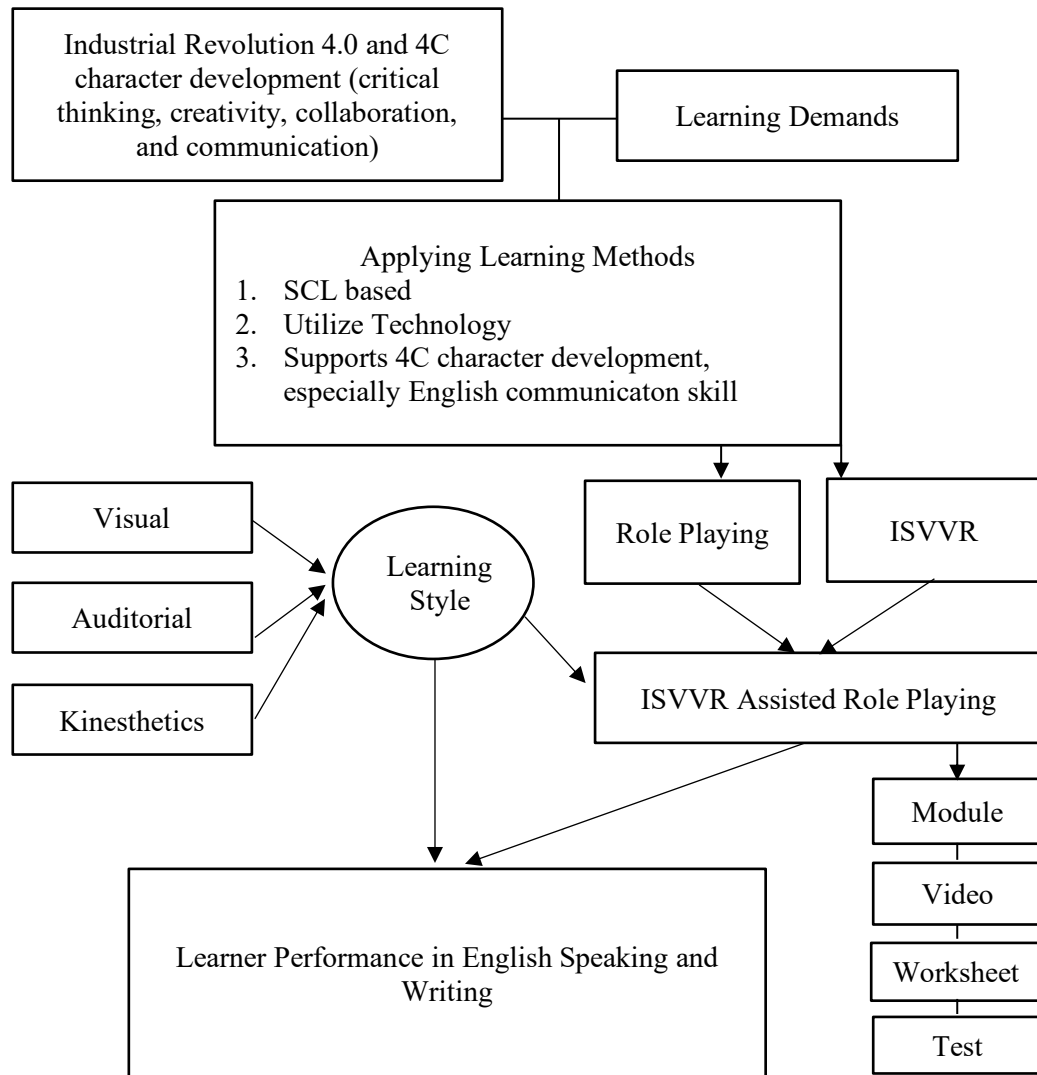 Industrial Revolution 4.0 and 4C
character development (critical
thinking, creativity, collaboration,
and communication)
Learning Demands
Applying Learning Methods
1. SCL based
2. Utilize Technology
3. Supports 4C character development,
especially English communicaton skill
Role Playing
ISVVR
Visual
Auditorial
Kinesthetics
Learning
Style
ISVVR Assisted Role Playing
Module
Video
Worksheet
Test
Learner Performance in English Speaking and
Writing